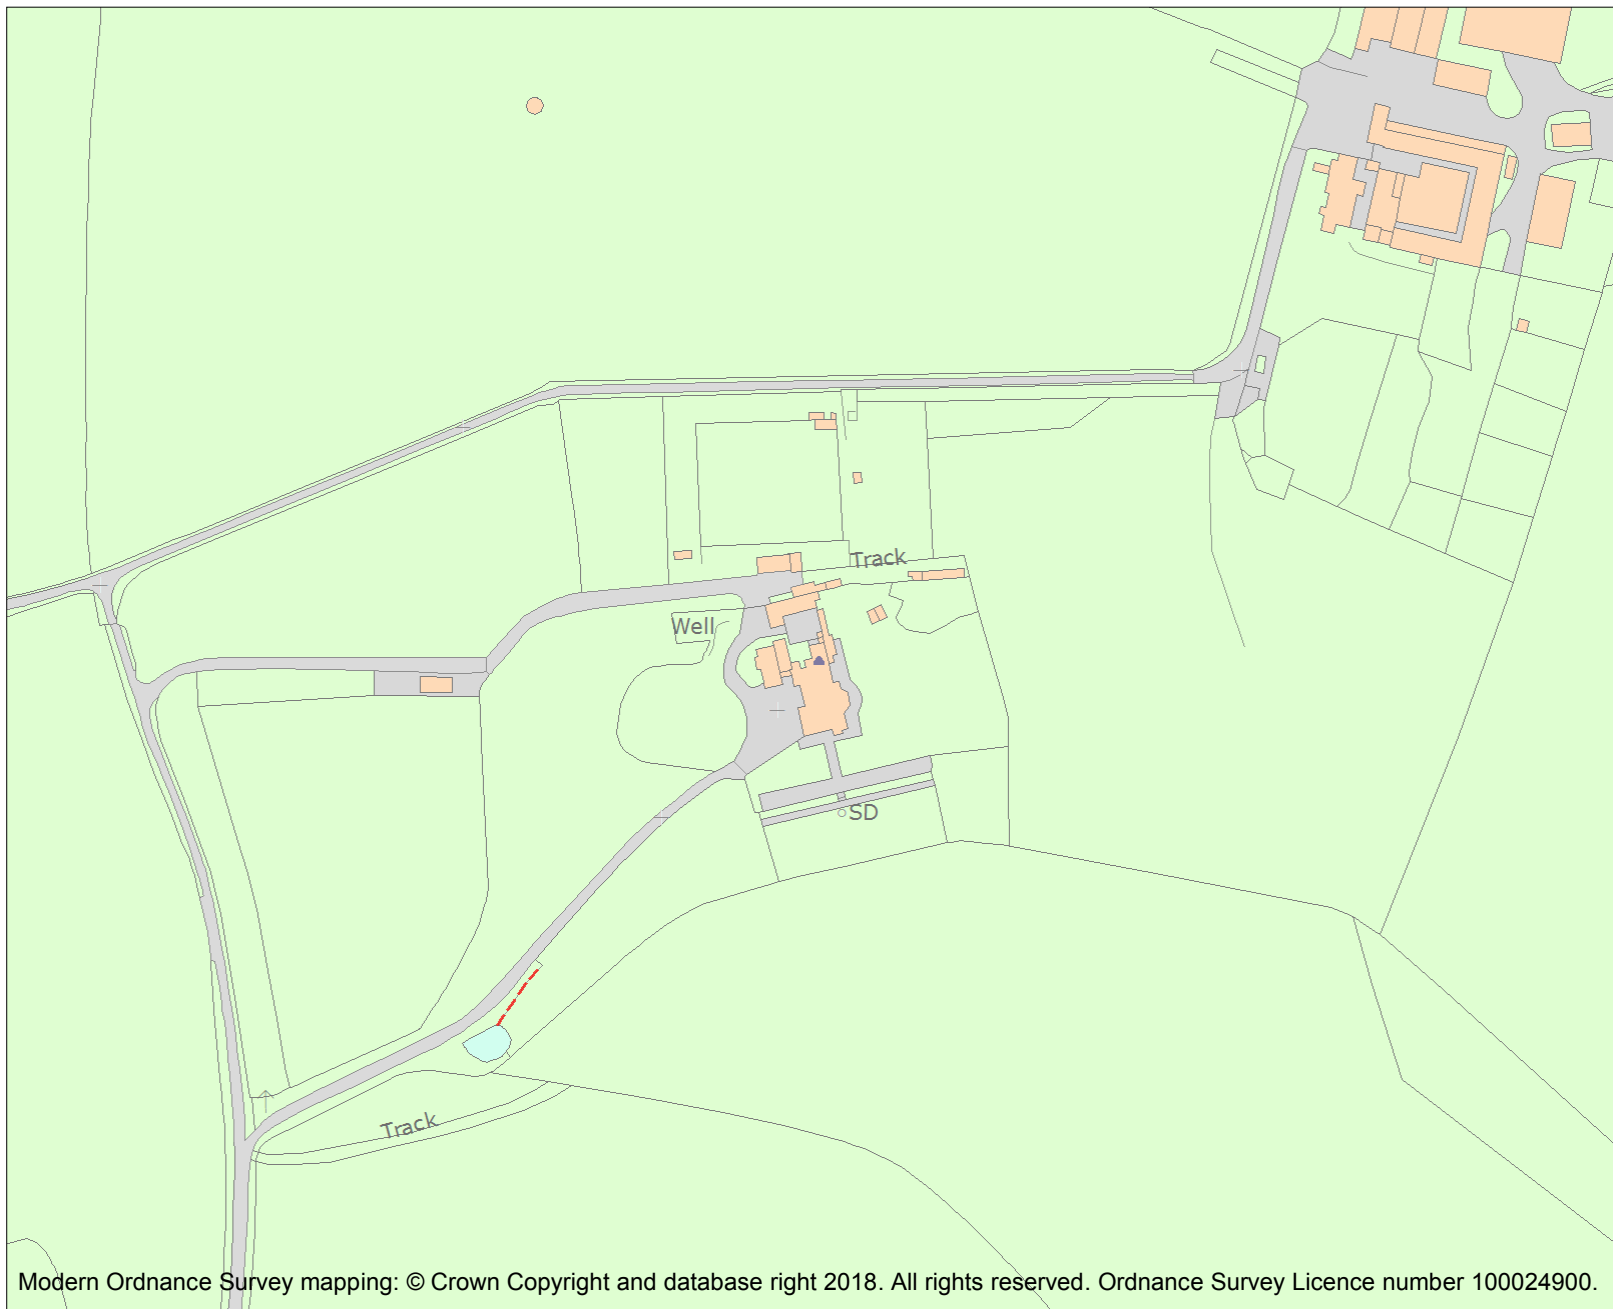 Track
Well
SD
Track
Modern Ordnance Survey mapping: © Crown Copyright and database right 2018. All rights reserved. Ordnance Survey Licence number 100024900.